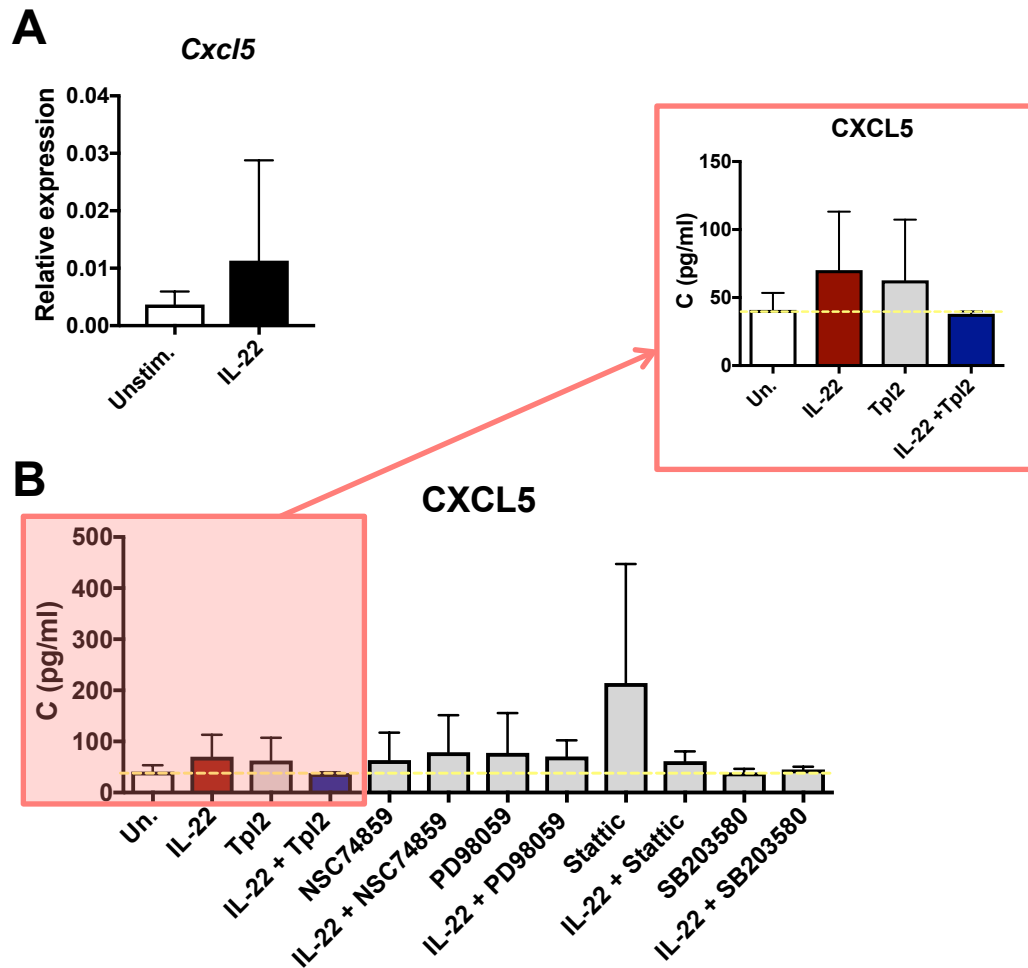 A
Cxcl5
Relative expression
0.04
0.03
0.02
0.01
0.00
Unstim.
IL-22
CXCL5
C (pg/ml)
150
100
50
0
Un.
IL-22
Tpl2
IL-22 +Tpl2
B
CXCL5
C (pg/ml)
500
400
300
200
100
0
Un.
IL-22
Tpl2
IL-22 + Tpl2
NSC74859
IL-22 + NSC74859
PD98059
IL-22 + PD98059
Stattic
IL-22 + Stattic
SB203580
IL-22 + SB203580